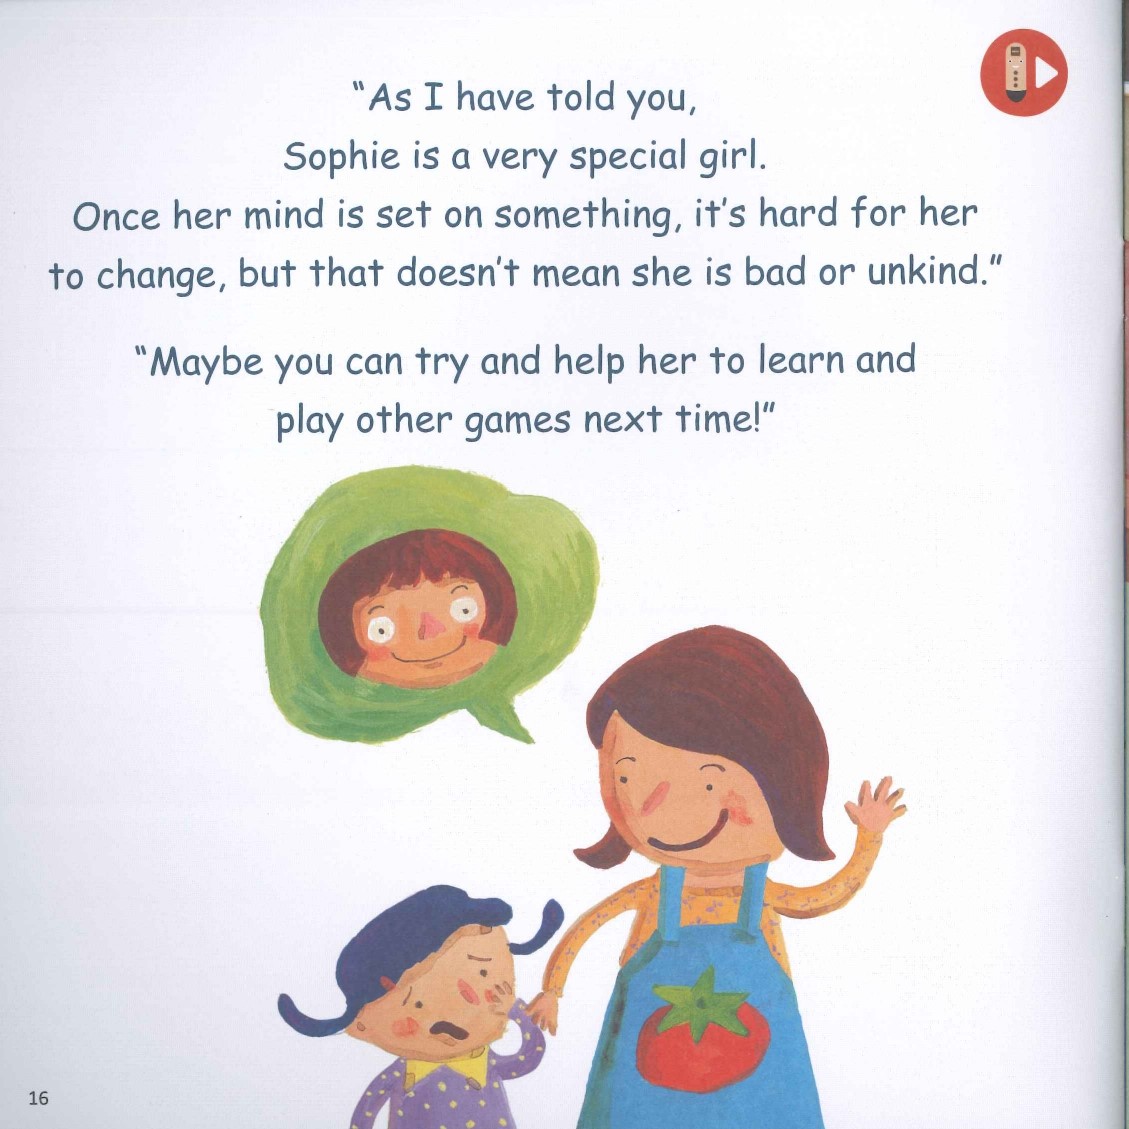 “As I have told you,
Sophie is a very special girl.
Once her mind is set on something, it's hard for her
to change, but that doesn't mean she is bad or unkind.”
“Maybe you can try and help her to learn and
play other games next time!”
16